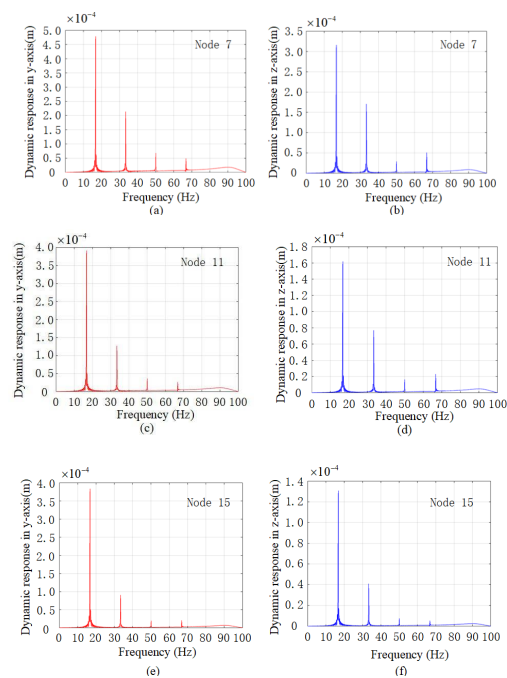 ×10⁻⁴
5. 0
4. 5
4. 0
3. 5
3. 0
2. 5
2. 0
1. 5
1. 0
0. 5
0
Dynamic response in y-axis(m)
Node 7
0 10 20 30 40 50 60 70 80 90 100
Frequency (Hz)
(a)
×10⁻⁴
3. 5
3. 0
2. 5
2. 0
1. 5
1. 0
0. 5
0
Dynamic response in z-axis(m)
Node 7
0 10 20 30 40 50 60 70 80 90 100
Frequency (Hz)
(b)
×10⁻⁴
4. 0
3. 5
3. 0
2. 5
2. 0
1. 5
1. 0
0. 5
0
Dynamic response in y-axis(m)
Node 11
0 10 20 30 40 50 60 70 80 90 100
Frequency (Hz)
(c)
×10⁻⁴
1. 8
1. 6
1. 4
1. 2
1. 0
0. 8
0. 6
0. 4
0. 2
0
Dynamic response in z-axis(m)
Node 11
0 10 20 30 40 50 60 70 80 90 100
Frequency (Hz)
(d)
×10⁻⁴
4. 0
3. 5
3. 0
2. 5
2. 0
1. 5
1. 0
0. 5
0
Dynamic response in y-axis(m)
Node 15
0 10 20 30 40 50 60 70 80 90 100
Frequency (Hz)
(e)
×10⁻⁴
1. 4
1. 2
1. 0
0. 8
0. 6
0. 4
0. 2
0
Dynamic response in z-axis(m)
Node 15
0 10 20 30 40 50 60 70 80 90 100
Frequency (Hz)
(f)